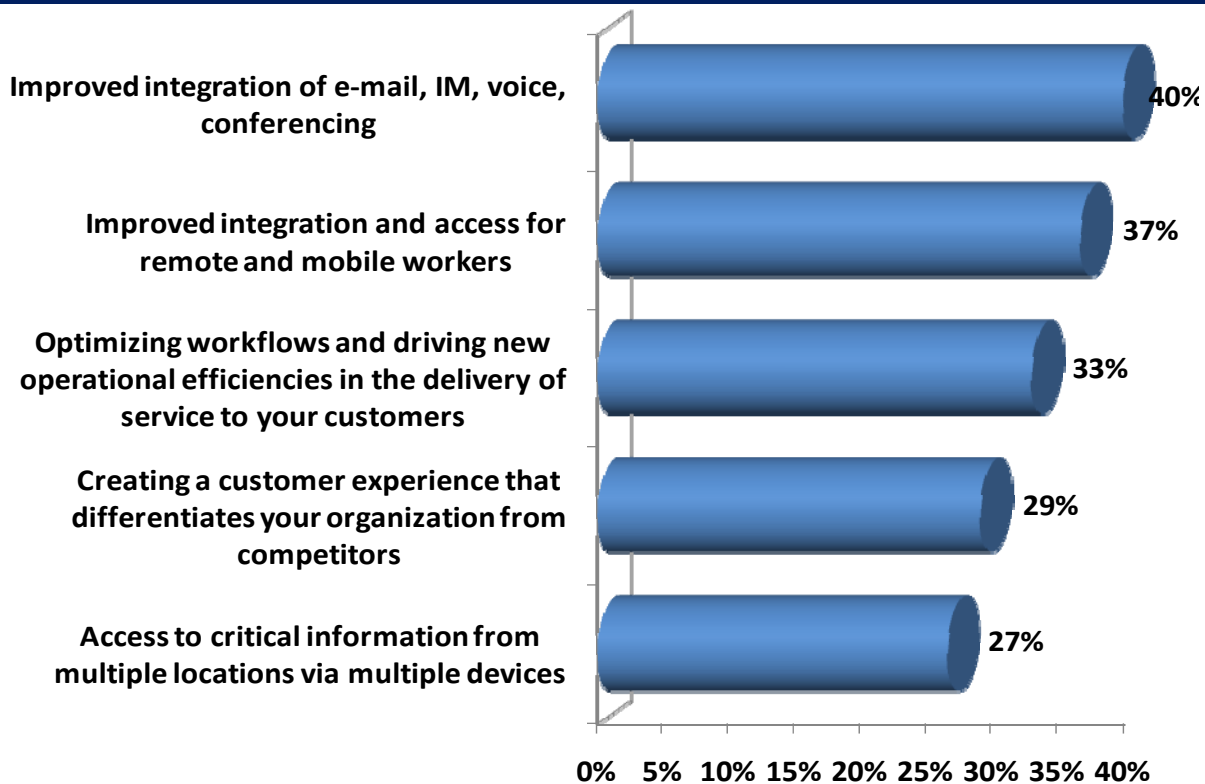 Improved integration of e-mail, IM, voice,
conferencing
40%
Improved integration and access for
remote and mobile workers
37%
Optimizing workflows and driving new
operational efficiencies in the delivery of
service to your customers
33%
Creating a customer experience that
differentiates your organization from
competitors
29%
Access to critical information from
multiple locations via multiple devices
27%
0% 5% 10% 15% 20% 25% 30% 35% 40%